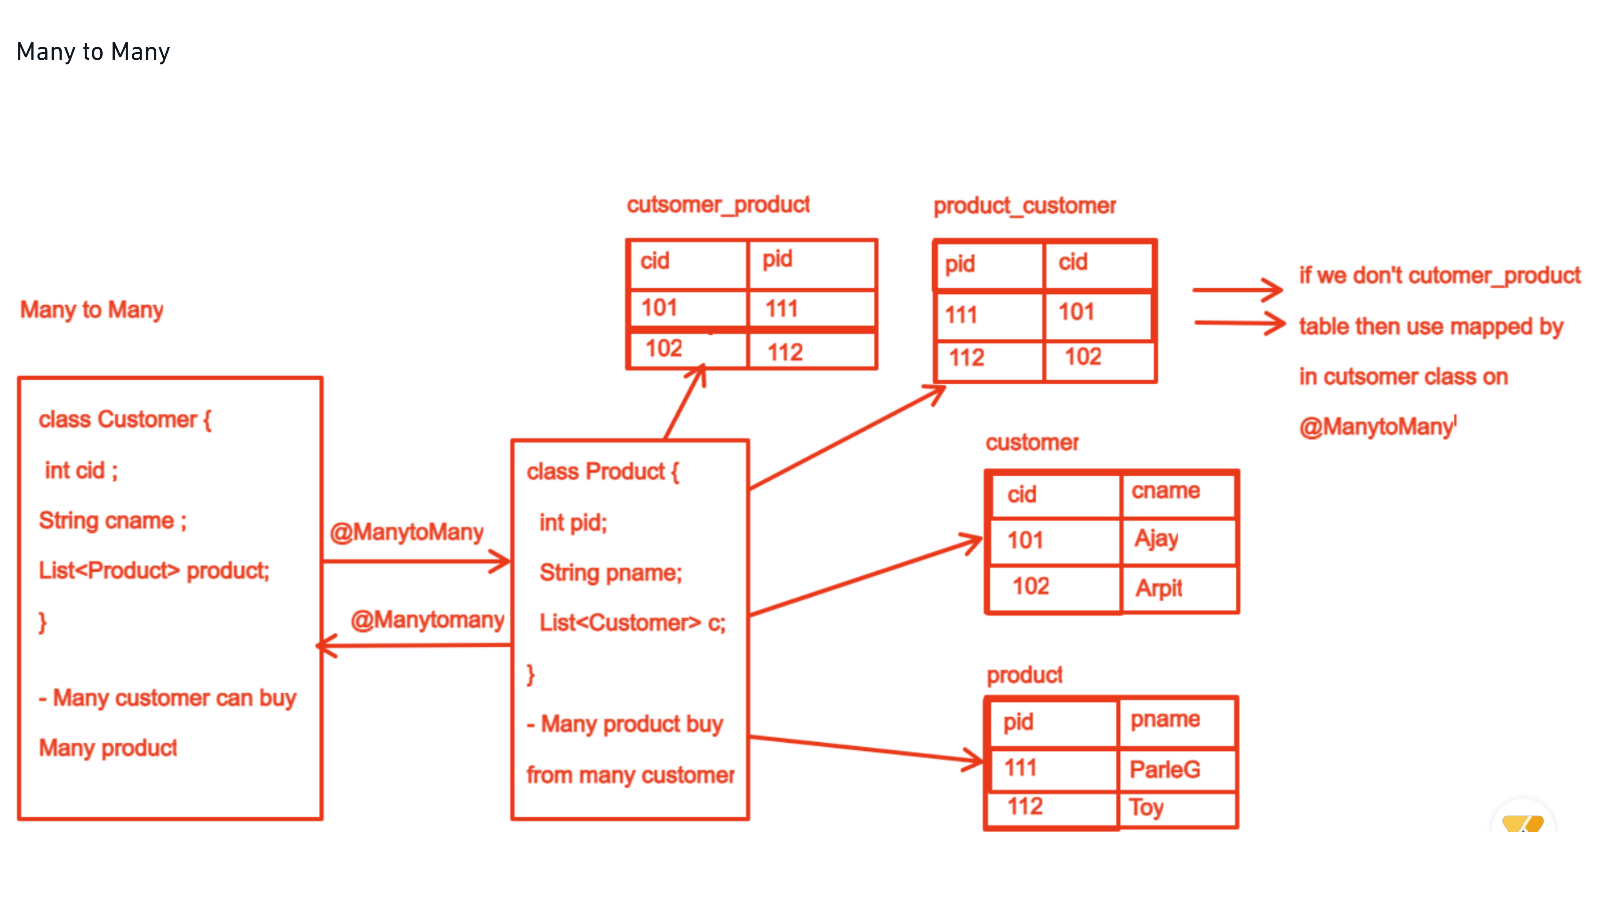 Many to Many
cutsomer_product
cid pid
101 111
102 112
product_customer
pid cid
111 101
112 102
if we don't cutomer_product
table then use mapped by
in cutsomer class on
@ManytoMany
Many to Many
class Customer {
int cid ;
String cname ;
List<Product> product;
}
- Many customer can buy
Many product
@ManytoMany
@Manytomany
class Product {
int pid;
String pname;
List<Customer> c;
}
- Many product buy
from many customer
customer
cid cname
101 Ajay
102 Arpit
product
pid pname
111 ParleG
112 Toy